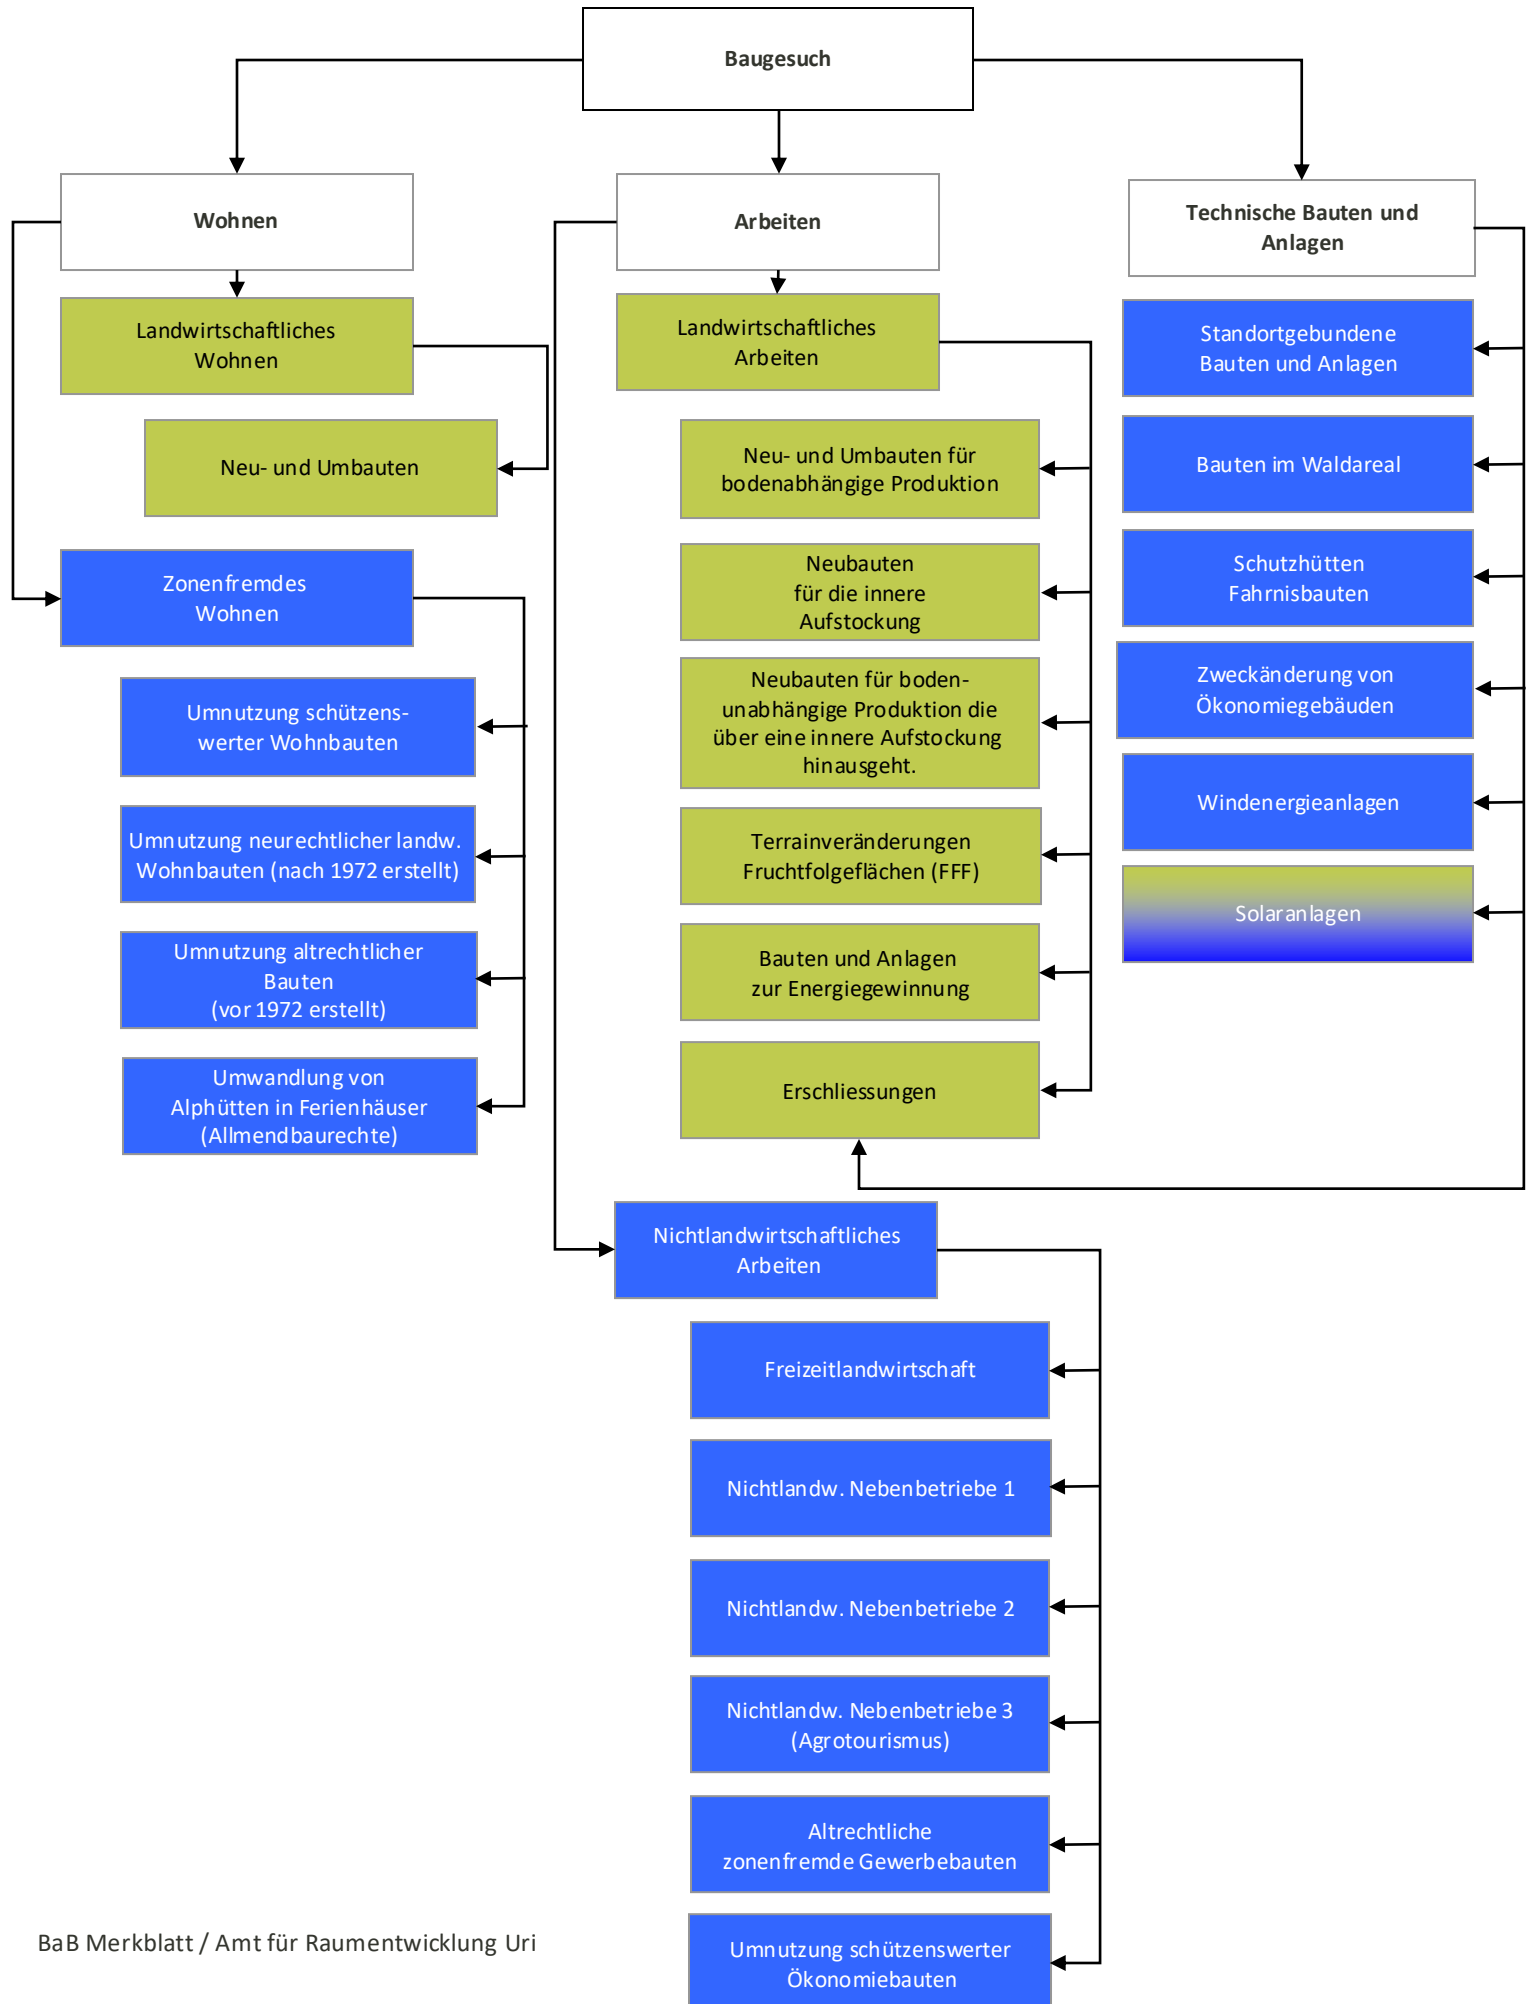 Baugesuch
Wohnen
Landwirtschaftliches
Wohnen
Neu- und Umbauten
Zonenfremdes
Wohnen
Umnutzung schützens-
werter Wohnbauten
Umnutzung neurechtlicher landw.
Wohnbauten (nach 1972 erstellt)
Umnutzung altrechtlicher
Bauten
(vor 1972 erstellt)
Umwandlung von
Alphütten in Ferienhäuser
(Allmendbaurechte)
Arbeiten
Landwirtschaftliches
Arbeiten
Neu- und Umbauten für
bodenabhängige Produktion
Neubauten
für die innere
Aufstockung
Neubauten für boden-
unabhängige Produktion die
über eine innere Aufstockung
hinausgeht.
Terrainveränderungen
Fruchtfolgeflächen (FFF)
Bauten und Anlagen
zur Energiegewinnung
Erschliessungen
Nichtlandwirtschaftliches
Arbeiten
Freizeitlandwirtschaft
Nichtlandw. Nebenbetriebe 1
Nichtlandw. Nebenbetriebe 2
Nichtlandw. Nebenbetriebe 3
(Agrotourismus)
Altrechtliche
zonenfremde Gewerbebauten
Umnutzung schützenswerter
Ökonomiebauten
Technische Bauten und
Anlagen
Standortgebundene
Bauten und Anlagen
Bauten im Waldareal
Schutzhütten
Fahrnisbauten
Zweckänderung von
Ökonomiegebäuden
Windenergieanlagen
Solaranlagen
BaB Merkblatt / Amt für Raumentwicklung Uri